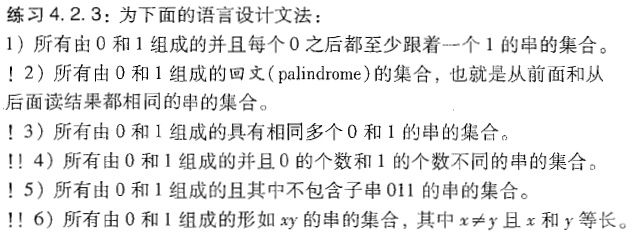 练习 4.2.3：为下面的语言设计文法：
1）所有由 0 和 1 组成的并且每个 0 之后都至少跟着一个 1 的串的集合。
！2）所有由 0 和 1 组成的回文(palindrome)的集合，也就是从前面和从
后面读结果都相同的串的集合。
！3）所有由 0 和 1 组成的具有相同多个 0 和 1 的串的集合。
！！4）所有由 0 和 1 组成的并且 0 的个数和 1 的个数不同的串的集合。
！5）所有由 0 和 1 组成的且其中不包含子串 011 的串的集合。
！！6）所有由 0 和 1 组成的形如 xy 的串的集合，其中 x≠y 且 x 和 y 等长。